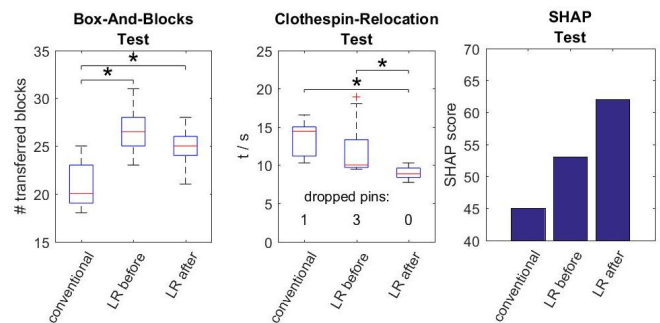 Box-And-Blocks
Test
# transferred blocks
35
30
25
20
15
*
*
conventional
LR before
LR after
Clothespin-Relocation
Test
t / s
25
20
15
10
5
0
*
*
dropped pins:
1 3 0
conventional
LR before
LR after
SHAP
Test
SHAP score
70
65
60
55
50
45
40
conventional
LR before
LR after